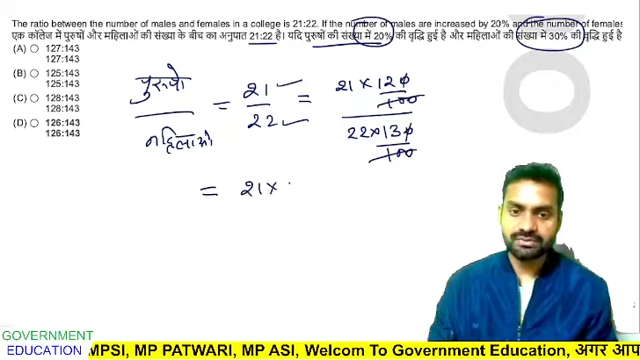 The ratio between the number of males and females in a college is 21:22. If the number of males are increased by 20% and the number of females
एक कॉलेज में पुरुषों और महिलाओं की संख्या के बीच का अनुपात 21:22 है। यदि पुरुषों की संख्या में 20% की वृद्धि हुई है और महिलाओं की संख्या में 30% की वृद्धि हुई है
(A) 127:143
127:143
(B) 125:143
125:143
(C) 128:143
128:143
(D) 126:143
126:143
पुरुषो / महिलाओ = 21 / 22 = 21 × 120/100 / 22 × 130/100
= 21 ×
GOVERNMENT
EDUCATION
MPSI, MP PATWARI, MP ASI, Welcom To Government Education, अगर आप